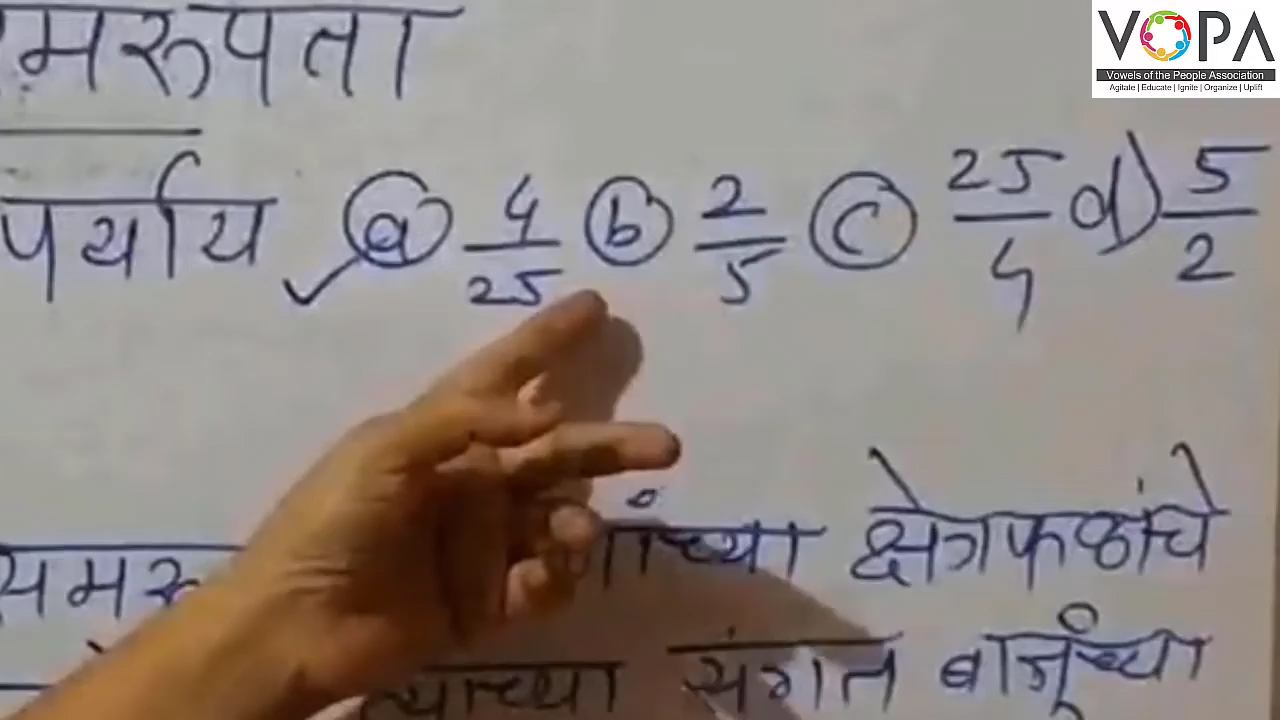 VOPA
Vowels of the People Association
Agitate | Educate | Ignite | Organize | Uplift
समरूपता
पर्याय ✓ⓐ 4/25 ⓑ 2/5 ⓒ 25/4 d) 5/2
क्षेत्रफळांचे
त्याच्या संगत बाजूंच्या